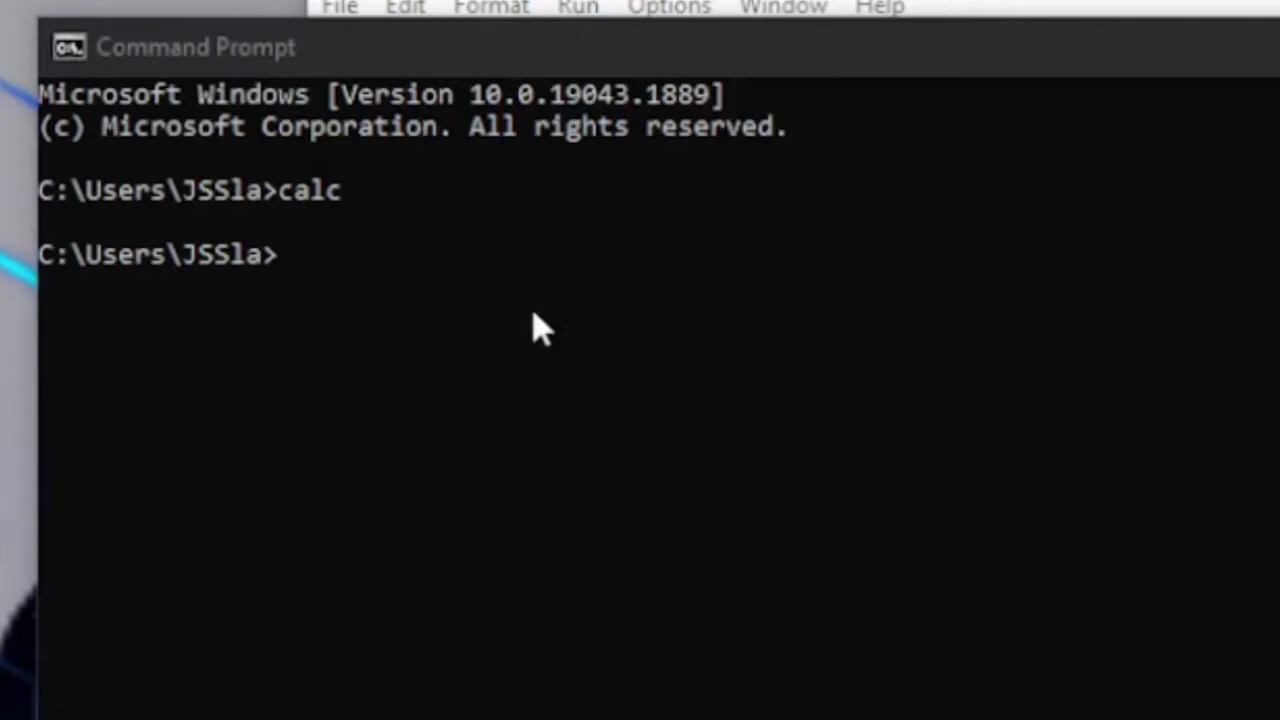 File Edit Format Run Options Window Help
Command Prompt
Microsoft Windows [Version 10.0.19043.1889]
(c) Microsoft Corporation. All rights reserved.
C:\Users\JSSla>calc
C:\Users\JSSla>